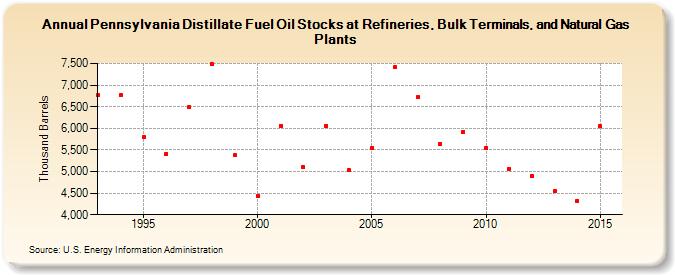 Annual Pennsylvania Distillate Fuel Oil Stocks at Refineries, Bulk Terminals, and Natural Gas
Plants
Thousand Barrels
7,500
7,000
6,500
6,000
5,500
5,000
4,500
4,000
1995 2000 2005 2010 2015
Source: U.S. Energy Information Administration